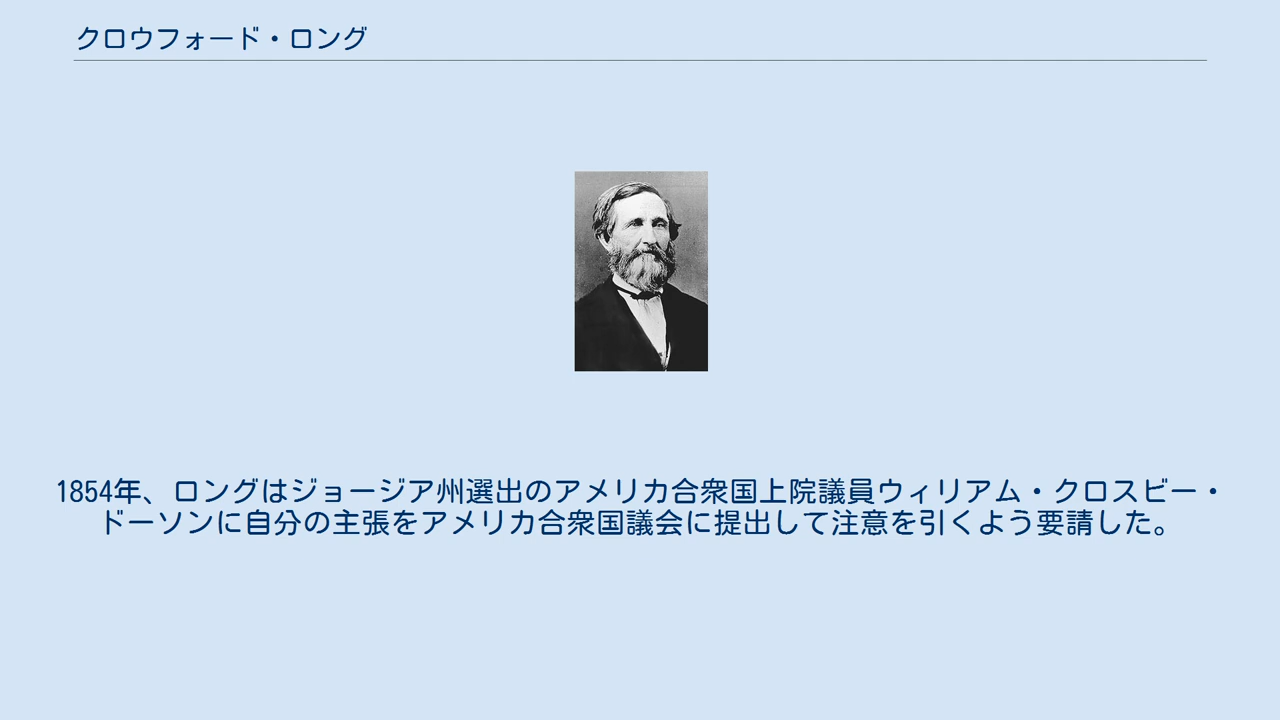 クロウフォード・ロング
1854年、ロングはジョージア州選出のアメリカ合衆国上院議員ウィリアム・クロスビー・
ドーソンに自分の主張をアメリカ合衆国議会に提出して注意を引くよう要請した。